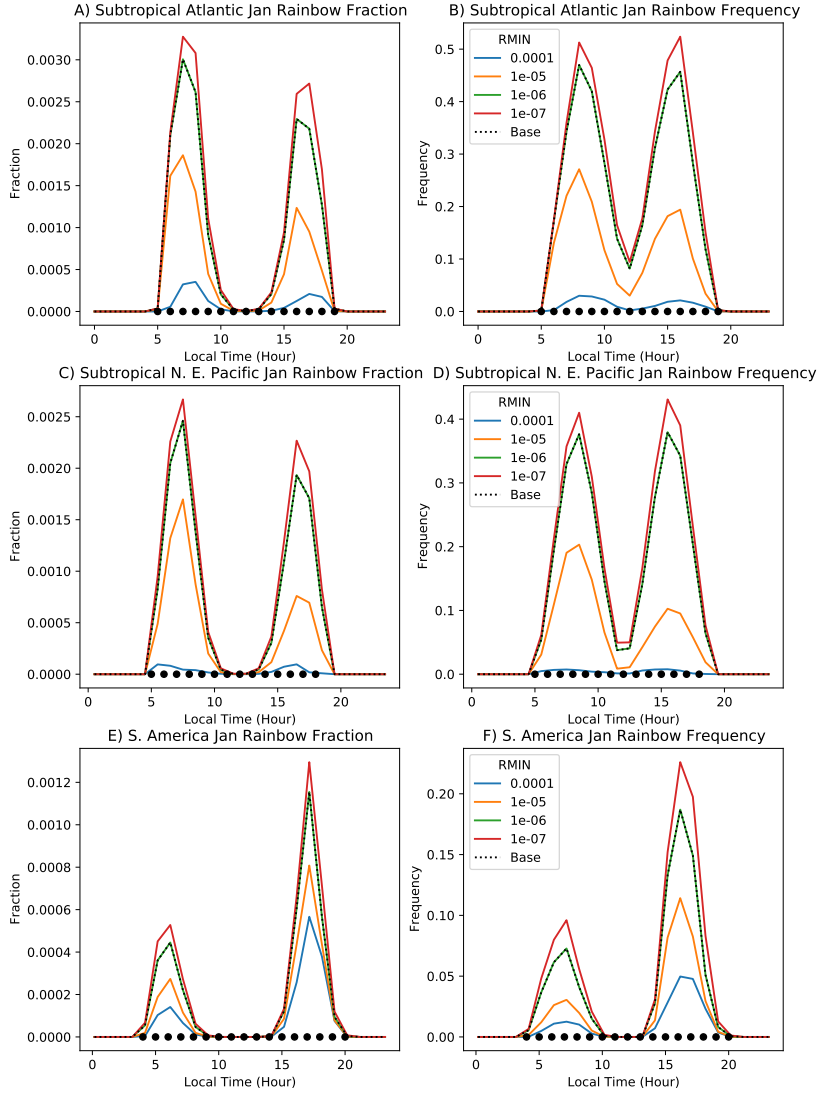 A) Subtropical Atlantic Jan Rainbow Fraction
0.0030
0.0025
0.0020
0.0015
0.0010
0.0005
0.0000
Fraction
0 5 10 15 20
Local Time (Hour)
B) Subtropical Atlantic Jan Rainbow Frequency
0.5
0.4
0.3
0.2
0.1
0.0
Frequency
RMIN
0.0001
1e-05
1e-06
1e-07
Base
0 5 10 15 20
Local Time (Hour)
C) Subtropical N. E. Pacific Jan Rainbow Fraction
0.0025
0.0020
0.0015
0.0010
0.0005
0.0000
Fraction
0 5 10 15 20
Local Time (Hour)
D) Subtropical N. E. Pacific Jan Rainbow Frequency
0.4
0.3
0.2
0.1
0.0
Frequency
RMIN
0.0001
1e-05
1e-06
1e-07
Base
0 5 10 15 20
Local Time (Hour)
E) S. America Jan Rainbow Fraction
0.0012
0.0010
0.0008
0.0006
0.0004
0.0002
0.0000
Fraction
0 5 10 15 20
Local Time (Hour)
F) S. America Jan Rainbow Frequency
0.20
0.15
0.10
0.05
0.00
Frequency
RMIN
0.0001
1e-05
1e-06
1e-07
Base
0 5 10 15 20
Local Time (Hour)